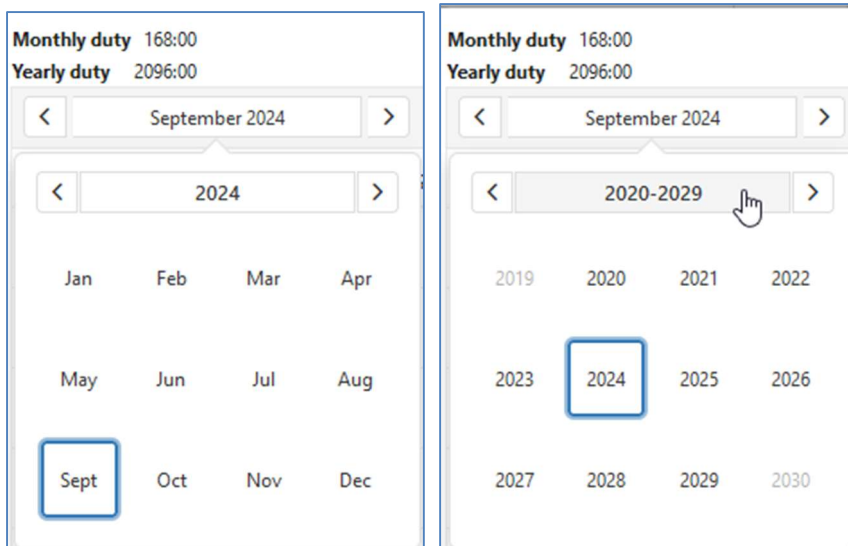 Monthly duty 168:00
Yearly duty 2096:00
September 2024
2024
Jan Feb Mar Apr
May Jun Jul Aug
Sept Oct Nov Dec
Monthly duty 168:00
Yearly duty 2096:00
September 2024
2020-2029
2019 2020 2021 2022
2023 2024 2025 2026
2027 2028 2029 2030